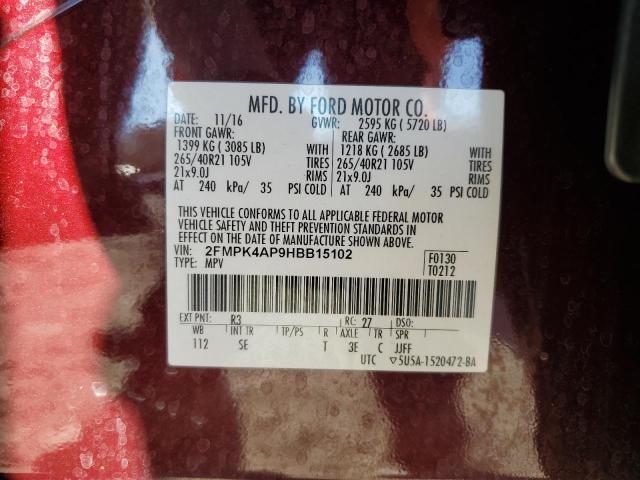 MFD. BY FORD MOTOR CO.
DATE: 11/16 GVWR: 2595 KG ( 5720 LB)
FRONT GAWR: REAR GAWR:
1399 KG ( 3085 LB) 1218 KG ( 2685 LB)
265/40R21 105V TIRES 265/40R21 105V TIRES
21x9.0J RIMS 21x9.0J RIMS
AT 240 kPa/ 35 PSI COLD AT 240 kPa/ 35 PSI COLD
THIS VEHICLE CONFORMS TO ALL APPLICABLE FEDERAL MOTOR
VEHICLE SAFETY AND THEFT PREVENTION STANDARDS IN
EFFECT ON THE DATE OF MANUFACTURE SHOWN ABOVE.
VIN: 2FMPK4AP9HBB15102 F0130
TYPE: MPV T0212
EXT PNT: R3 RC: 27 DSO:
WB INT TR TP/PS R AXLE TR SPR
112 SE T 3E C JJFF
UTC ▽5U5A-1520472-BA